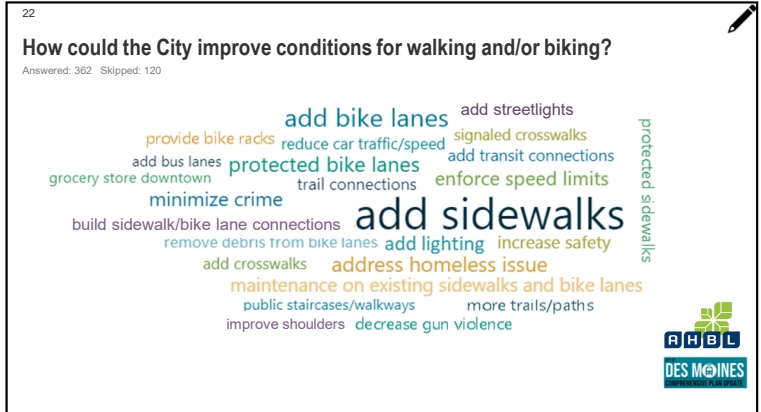 22
How could the City improve conditions for walking and/or biking?
Answered: 362 Skipped: 120
add bike lanes add streetlights
provide bike racks reduce car traffic/speed signaled crosswalks
add bus lanes protected bike lanes add transit connections
grocery store downtown trail connections enforce speed limits
protected sidewalks
minimize crime
build sidewalk/bike lane connections add sidewalks
remove debris from bike lanes add lighting increase safety
add crosswalks address homeless issue
maintenance on existing sidewalks and bike lanes
public staircases/walkways more trails/paths
improve shoulders decrease gun violence
AHBL
DES MOINES
COMPREHENSIVE PLAN UPDATE